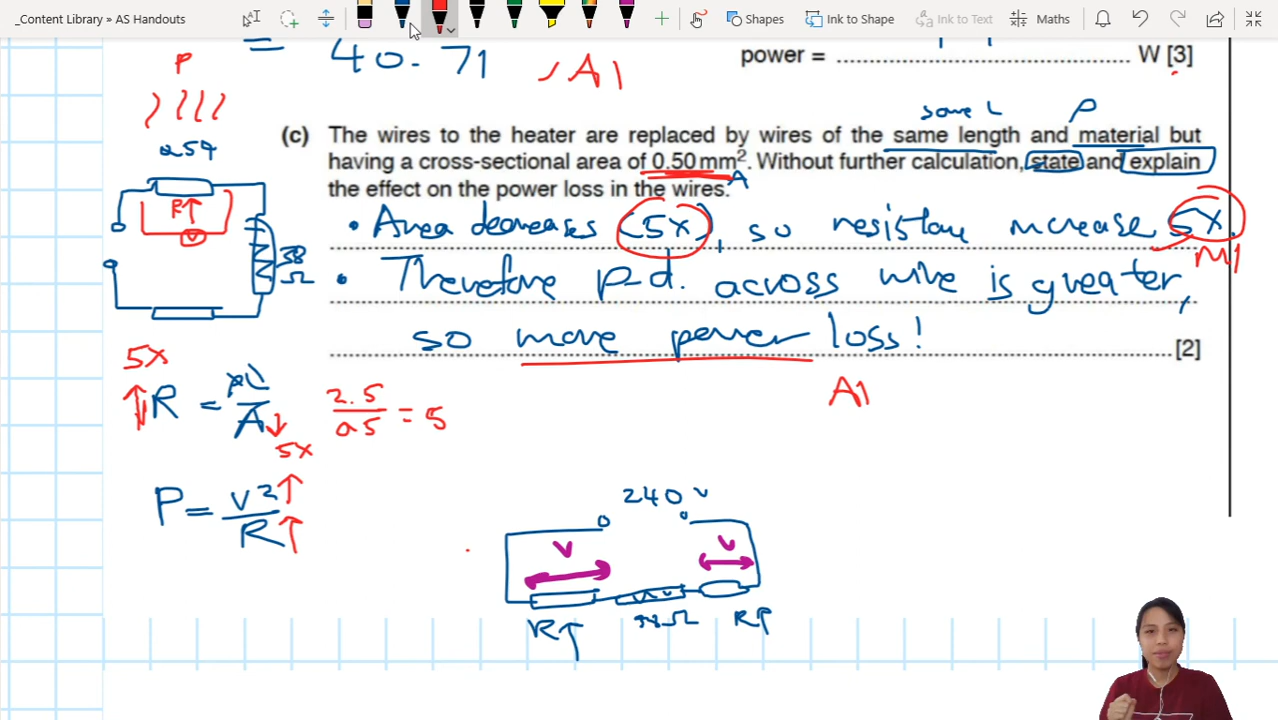 _Content Library » AS Handouts
Shapes
Ink to Shape
Ink to Text
Maths
40.71
A1
power = W [3]
P
same L
ρ
(c) The wires to the heater are replaced by wires of the same length and material but
having a cross-sectional area of 0.50 mm². Without further calculation, state and explain
the effect on the power loss in the wires.
A
• Area decreases (5x), so resistance increase 5x.
M1
• Therefore p.d. across wire is greater,
so more power loss!
[2]
A1
R↑
V
38
Ω
5x
↑R = ρL/A ↓
5x
2.5/0.5 = 5
P = V²↑/R↑
240 V
V
V
R↑
38Ω
R↑